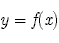 y = f(x)